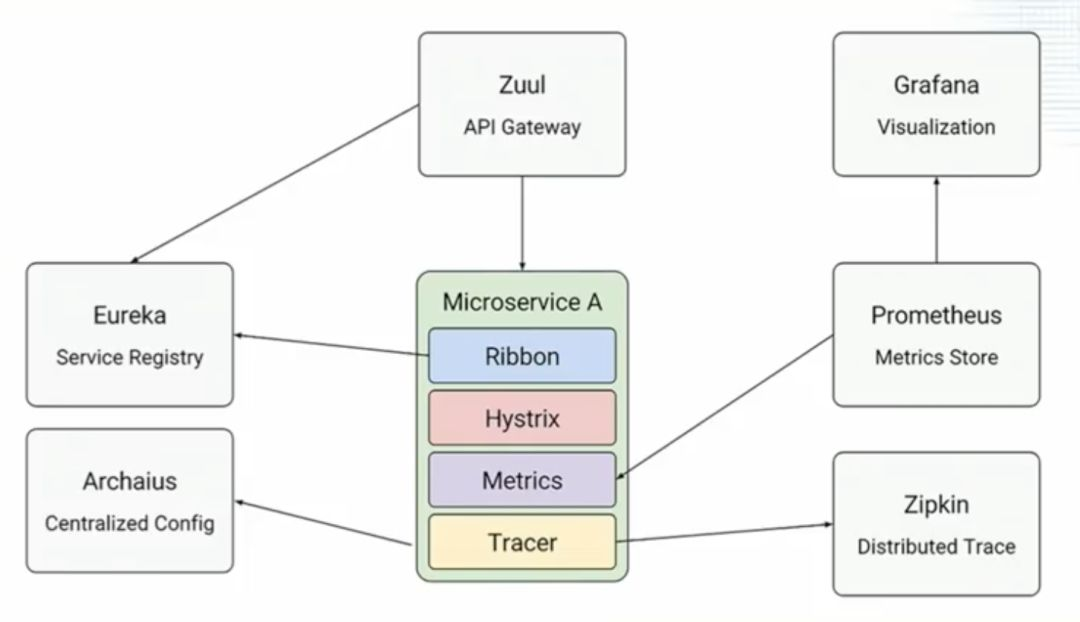 Zuul
API Gateway
Grafana
Visualization
Eureka
Service Registry
Microservice A
Ribbon
Hystrix
Metrics
Tracer
Prometheus
Metrics Store
Archaius
Centralized Config
Zipkin
Distributed Trace